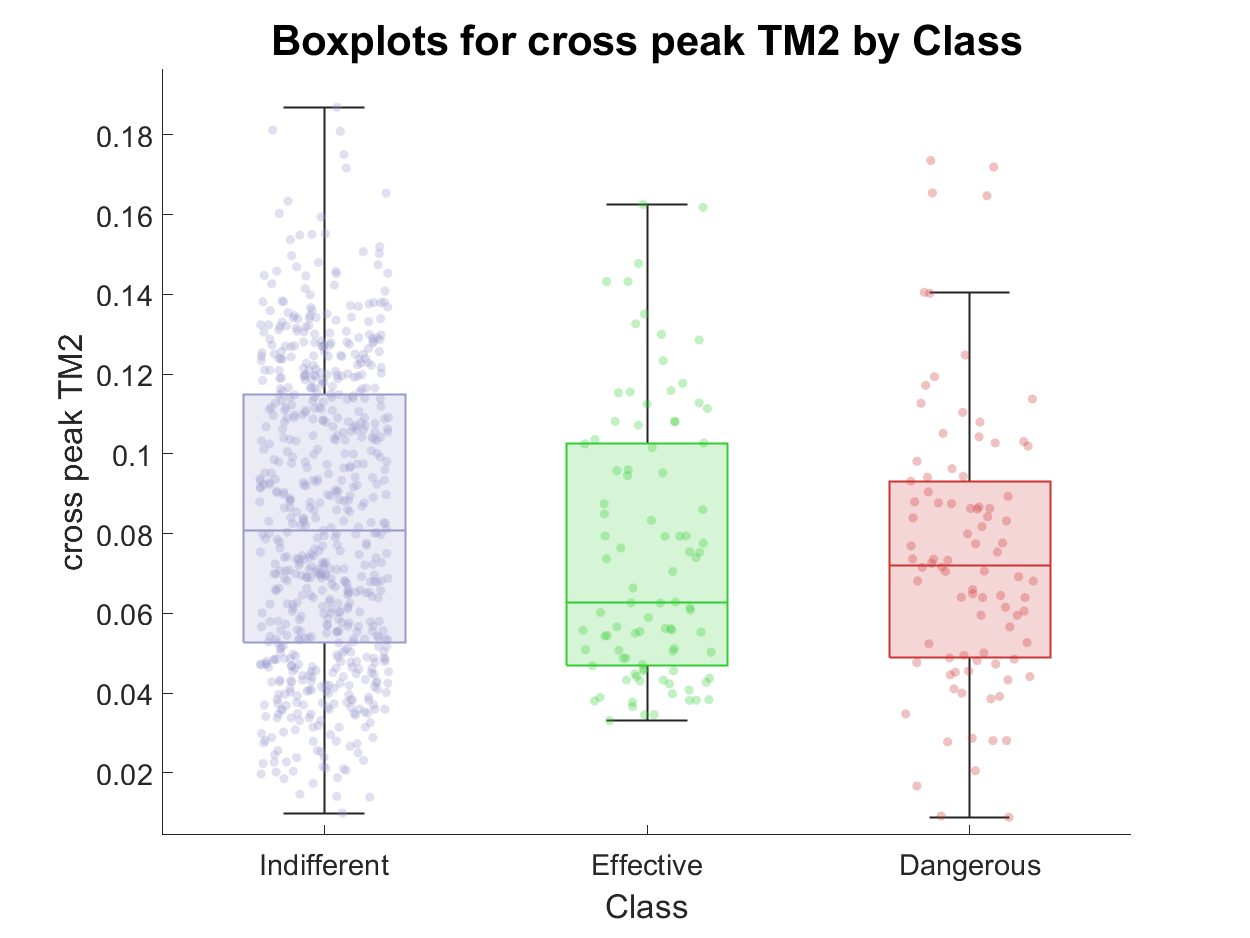 Boxplots for cross peak TM2 by Class
cross peak TM2
0.18
0.16
0.14
0.12
0.1
0.08
0.06
0.04
0.02
Indifferent Effective Dangerous
Class